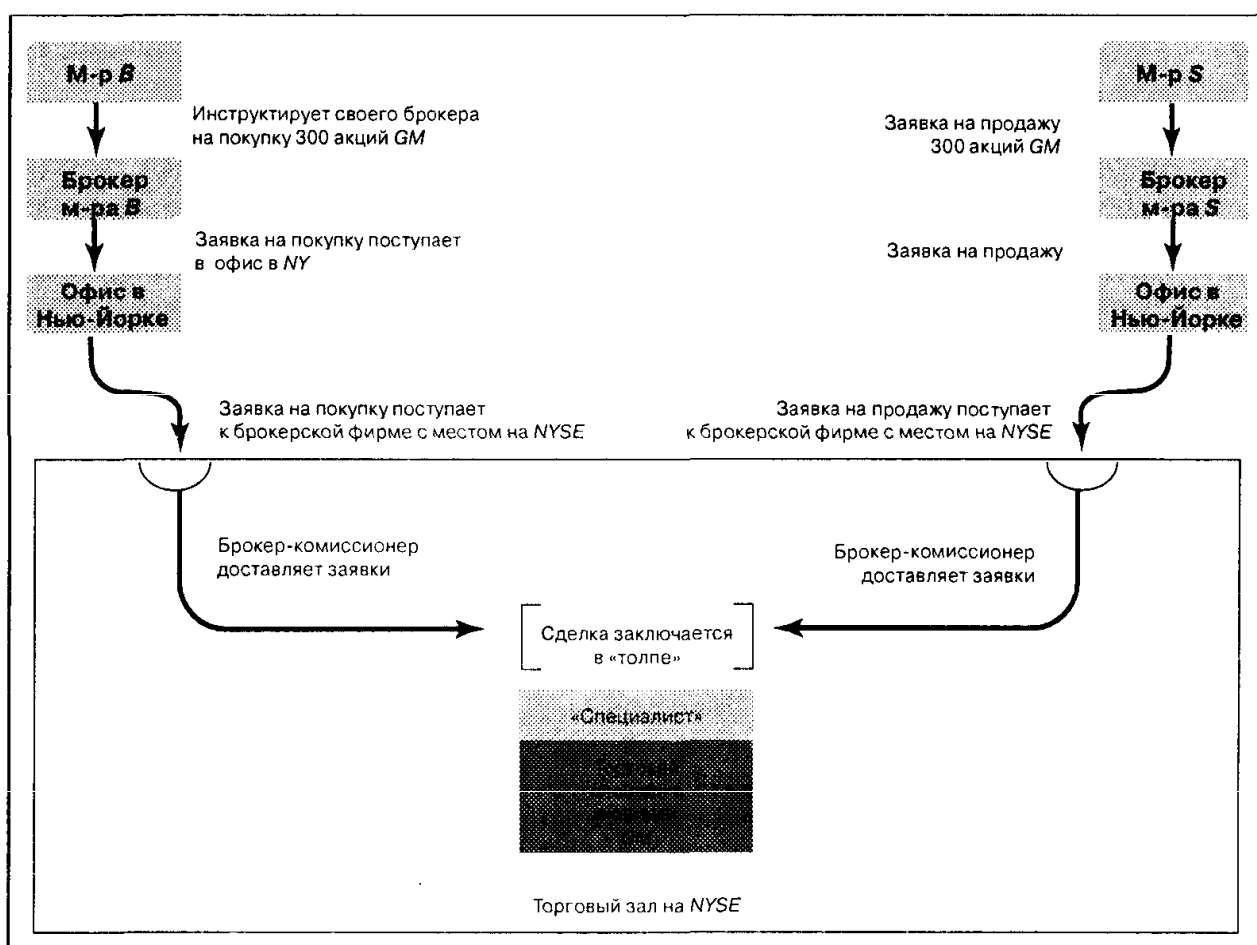 М-р B
Инструктирует своего брокера
на покупку 300 акций GM
Брокер
м-ра B
Заявка на покупку поступает
в офис в NY
Офис в
Нью-Йорке
Заявка на покупку поступает
к брокерской фирме с местом на NYSE
М-р S
Заявка на продажу
300 акций GM
Брокер
м-ра S
Заявка на продажу
Офис в
Нью-Йорке
Заявка на продажу поступает
к брокерской фирме с местом на NYSE
Брокер-комиссионер
доставляет заявки
Брокер-комиссионер
доставляет заявки
Сделка заключается
в «толпе»
«Специалист»
Торговый зал на NYSE